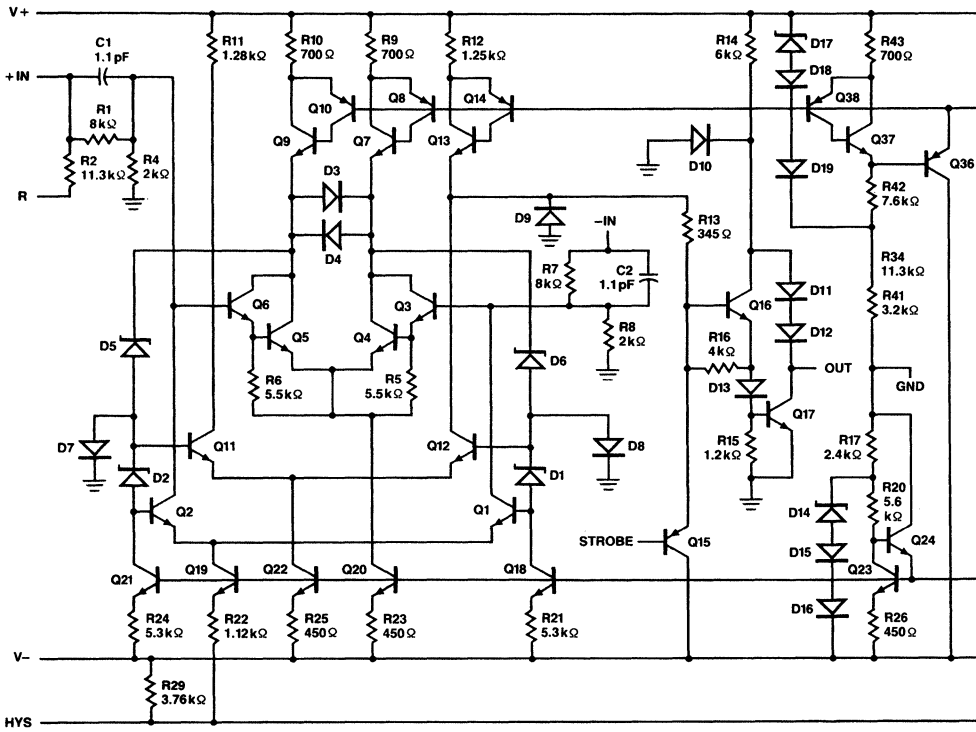 V+
C1
1.1pF
+IN
R1
8kΩ
R2
11.3kΩ
R4
2kΩ
R
R11
1.28kΩ
R10
700Ω
R9
700Ω
R12
1.25kΩ
R14
6kΩ
D17
R43
700Ω
D18
Q10
Q8
Q14
Q38
Q9
Q7
Q13
Q37
D10
D19
Q36
D3
R42
7.6kΩ
D9
–IN
R13
345Ω
D4
R7
8kΩ
C2
1.1pF
R34
11.3kΩ
R41
3.2kΩ
D11
Q6
Q3
Q16
D12
Q5
Q4
R8
2kΩ
R16
4kΩ
D5
D6
OUT
GND
R6
5.5kΩ
R5
5.5kΩ
D13
Q17
D7
Q11
Q12
D8
R15
1.2kΩ
R17
2.4kΩ
D2
D1
Q2
Q1
R20
5.6
kΩ
D14
STROBE
Q15
Q24
D15
Q21
Q19
Q22
Q20
Q18
Q23
D16
R24
5.3kΩ
R22
1.12kΩ
R25
450Ω
R23
450Ω
R21
5.3kΩ
R26
450Ω
V–
R29
3.76kΩ
HYS